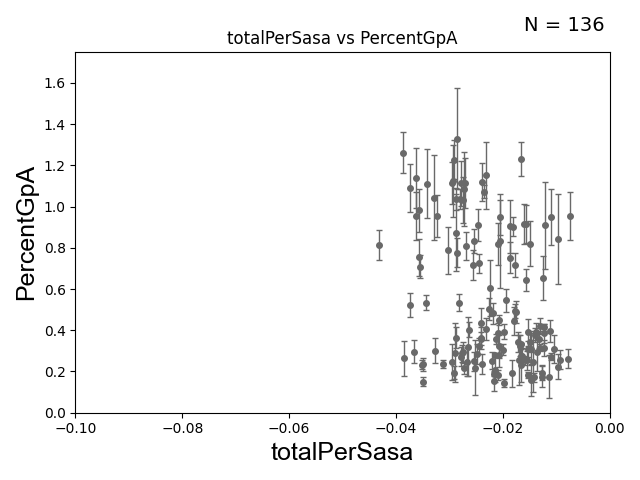 N = 136
totalPerSasa vs PercentGpA
PercentGpA
1.6
1.4
1.2
1.0
0.8
0.6
0.4
0.2
0.0
−0.10 −0.08 −0.06 −0.04 −0.02 0.00
totalPerSasa